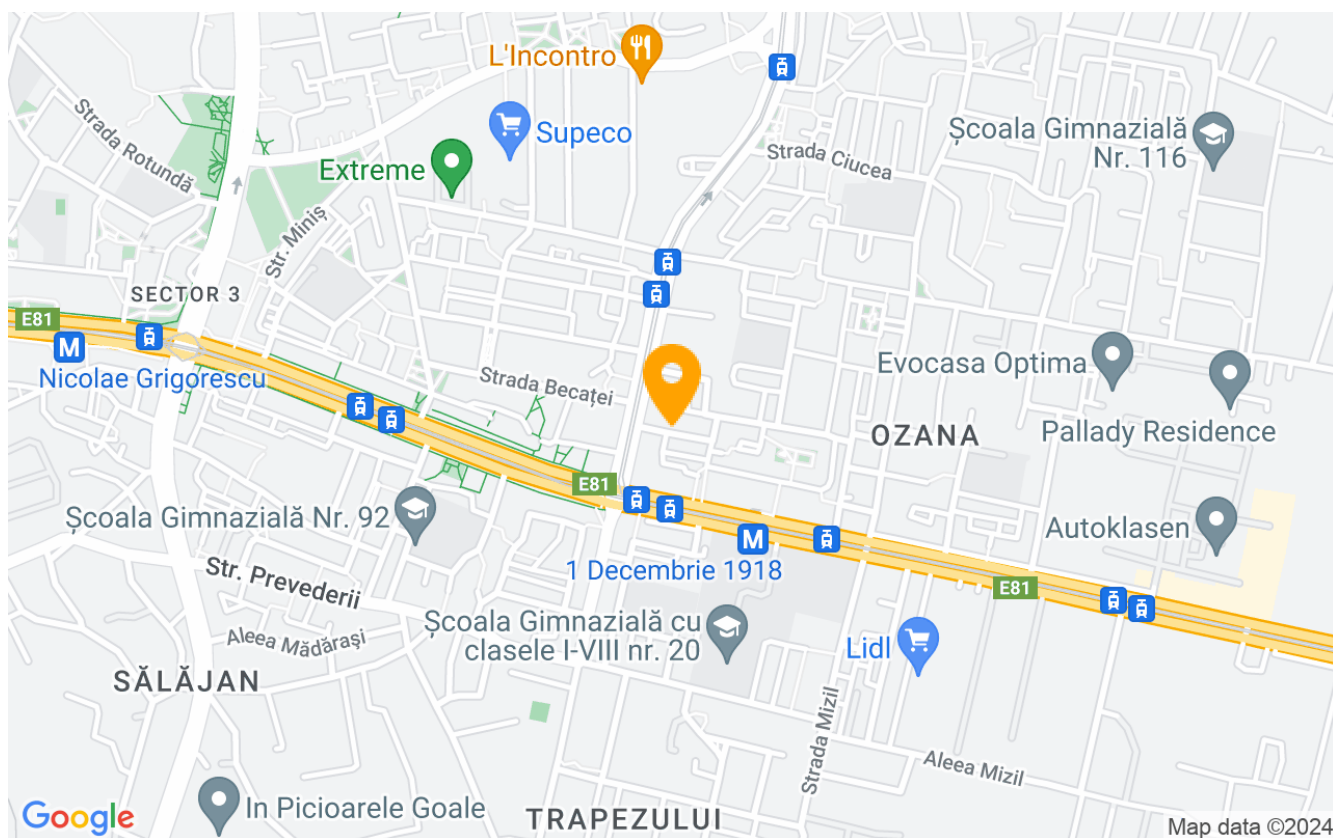 L'Incontro
Supeco
Extreme
Școala Gimnazială
Nr. 116
Strada Ciucea
Strada Rotundă
Str. Miniș
SECTOR 3
E81
M
Nicolae Grigorescu
Strada Becaței
Evocasa Optima
Pallady Residence
OZANA
E81
Școala Gimnazială Nr. 92
Autoklasen
M
1 Decembrie 1918
E81
Str. Prevederii
Școala Gimnazială cu
clasele I-VIII nr. 20
Aleea Mădărași
Lidl
SĂLĂJAN
Strada Mizil
Aleea Mizil
In Picioarele Goale
TRAPEZULUI
Google
Map data ©2024